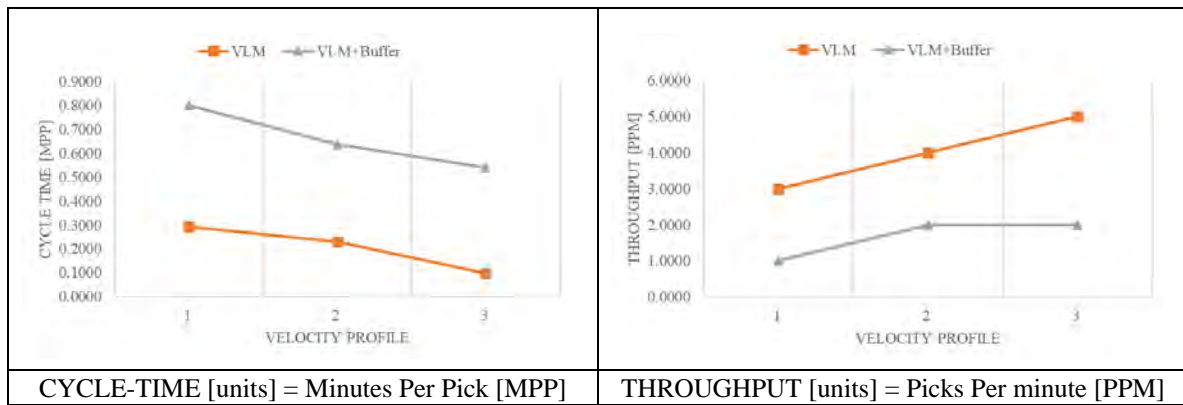 VLM VLM+Buffer
0.9000
0.8000
0.7000
0.6000
0.5000
0.4000
0.3000
0.2000
0.1000
0.0000
CYCLE TIME [MPP]
1 2 3
VELOCITY PROFILE
CYCLE-TIME [units] = Minutes Per Pick [MPP]
VLM VLM+Buffer
6.0000
5.0000
4.0000
3.0000
2.0000
1.0000
0.0000
THROUGHPUT [PPM]
1 2 3
VELOCITY PROFILE
THROUGHPUT [units] = Picks Per minute [PPM]